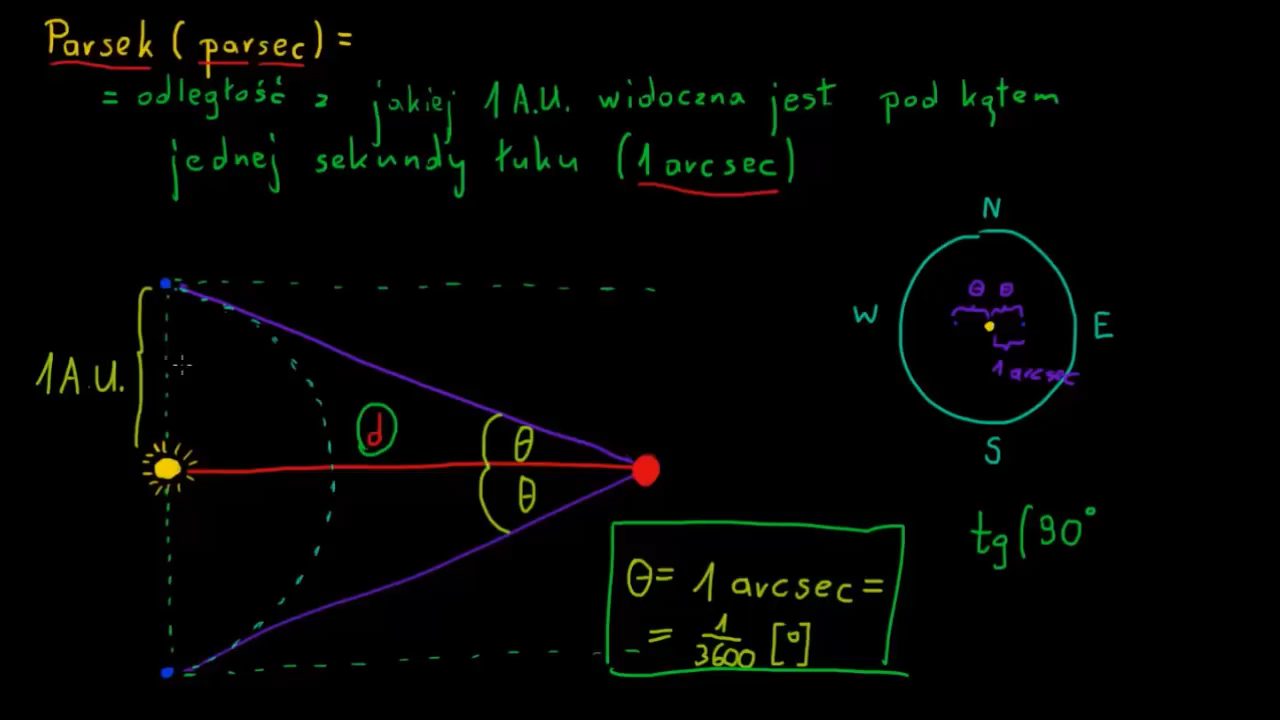 Parsek (parsec) =
= odległość z jakiej 1 A.U. widoczna jest pod kątem
jednej sekundy łuku (1 arcsec)
N
W
E
S
θ θ
1 arcsec
1 A.U.
d
θ
θ
θ = 1 arcsec =
= 1/3600 [°]
tg(90°